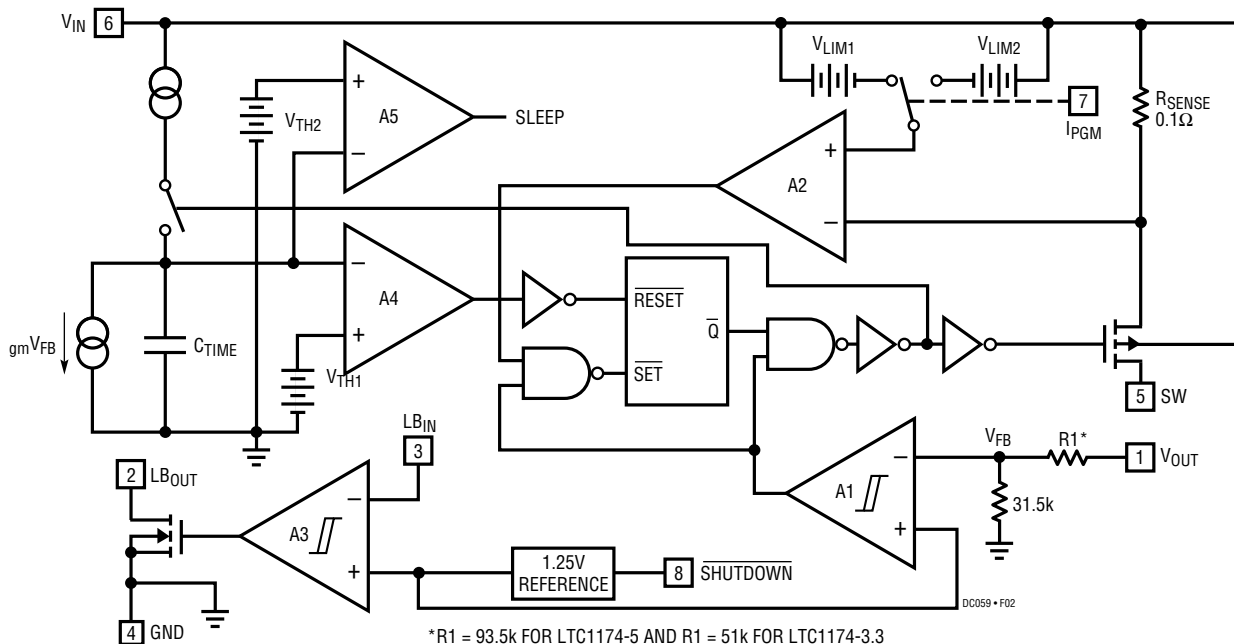 VIN 6
VLIM1
VLIM2
RSENSE
0.1Ω
7
IPGM
+
A5
−
SLEEP
VTH2
+
A2
−
−
A4
+
RESET
Q
SET
gmVFB
CTIME
VTH1
5 SW
LBIN
3
2 LBOUT
VFB
R1*
1 VOUT
−
A1
+
31.5k
−
A3
+
1.25V
REFERENCE
8 SHUTDOWN
DC059 • F02
4 GND
*R1 = 93.5k FOR LTC1174-5 AND R1 = 51k FOR LTC1174-3.3